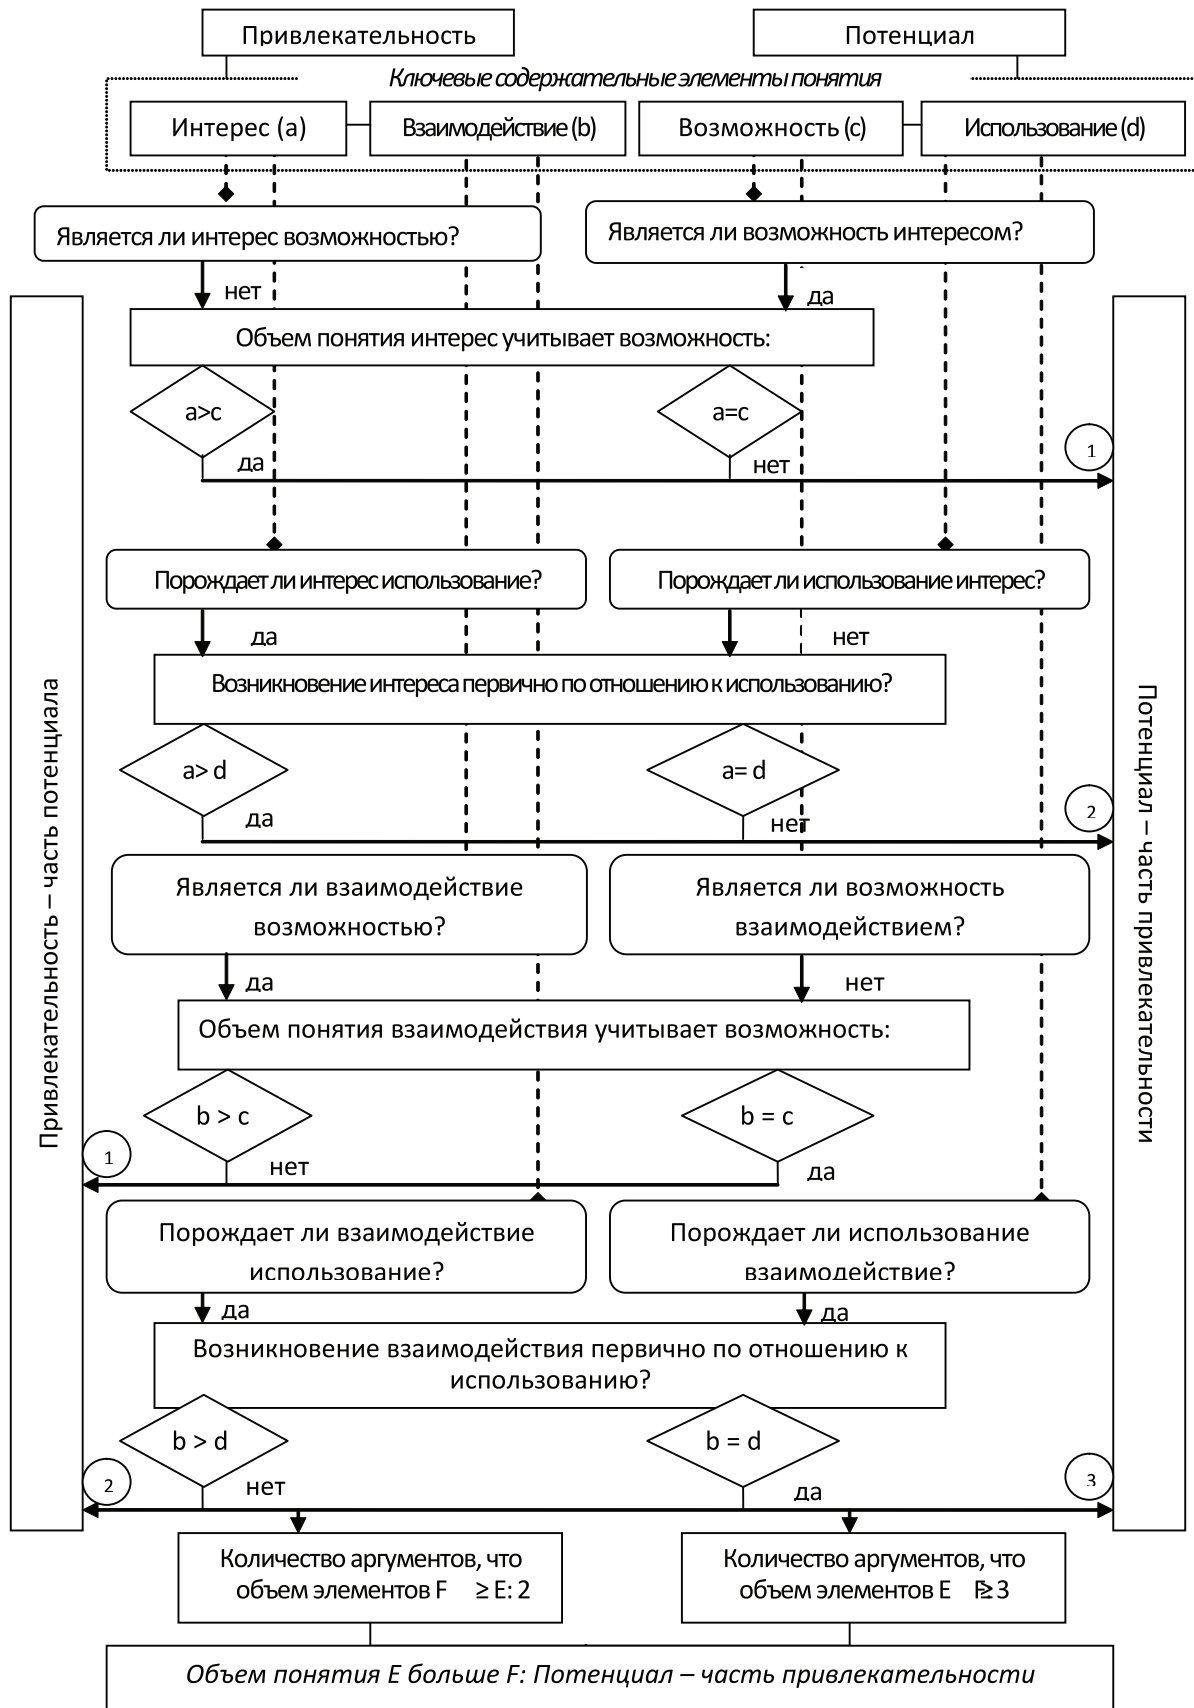 Привлекательность
Потенциал
Ключевые содержательные элементы понятия
Интерес (a)
Взаимодействие (b)
Возможность (c)
Использование (d)
Является ли интерес возможностью?
Является ли возможность интересом?
нет
да
Объем понятия интерес учитывает возможность:
a>c
a=c
да
нет
1
Порождает ли интерес использование?
Порождает ли использование интерес?
да
нет
Возникновение интереса первично по отношению к использованию?
a> d
a= d
да
нет
2
Привлекательность – часть потенциала
Потенциал – часть привлекательности
Является ли взаимодействие
возможностью?
Является ли возможность
взаимодействием?
да
нет
Объем понятия взаимодействия учитывает возможность:
b > c
b = c
1
нет
да
Порождает ли взаимодействие
использование?
Порождает ли использование
взаимодействие?
да
да
Возникновение взаимодействия первично по отношению к
использованию?
b > d
b = d
2
нет
да
3
Количество аргументов, что
объем элементов F ≥ E: 2
Количество аргументов, что
объем элементов E 3
Объем понятия E больше F: Потенциал – часть привлекательности